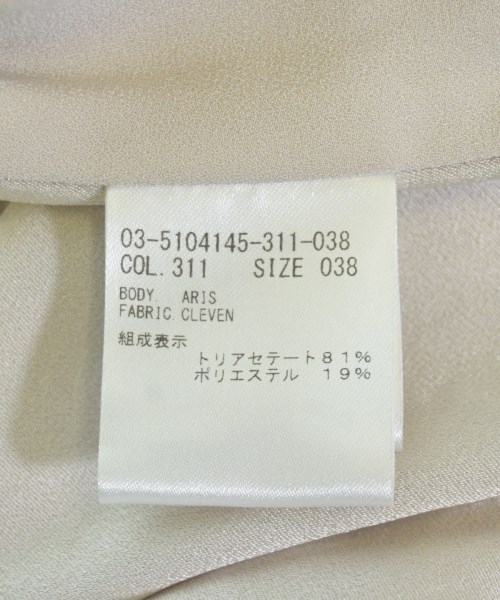 03-5104145-311-038
COL.311 SIZE 038
BODY. ARIS
FABRIC.CLEVEN
組成表示
トリアセテート81%
ポリエステル 19%